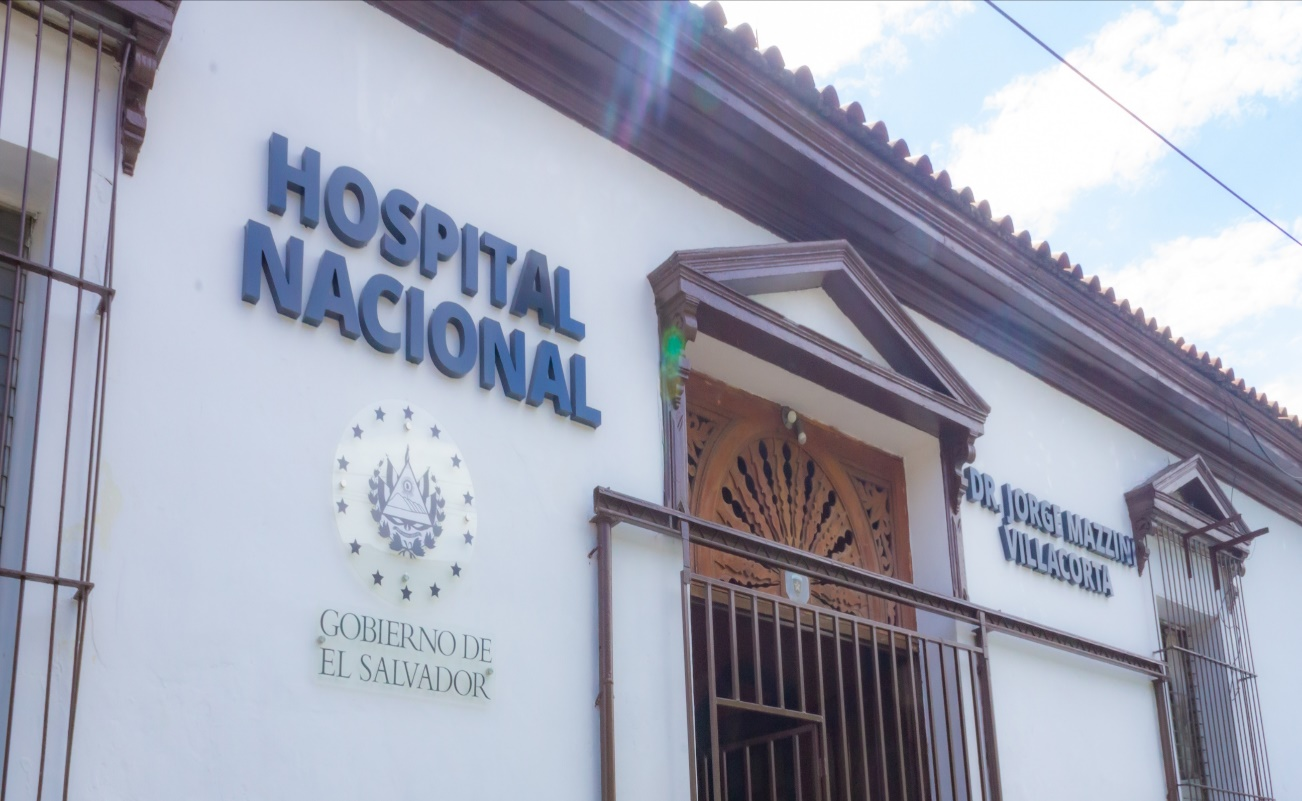 HOSPITAL
NACIONAL
GOBIERNO DE
EL SALVADOR
DR. JORGE MAZZINI
VILLACORTA